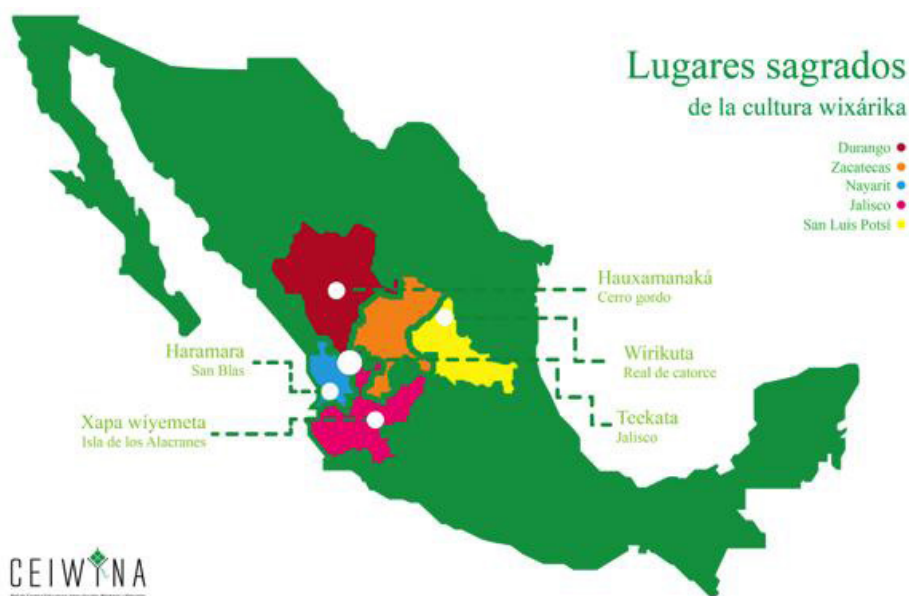 Lugares sagrados
de la cultura wixárika
Durango
Zacatecas
Nayarit
Jalisco
San Luis Potsí
Hauxamanaká
Cerro gordo
Haramara
San Blas
Wirikuta
Real de catorce
Xapa wíyemeta
Isla de los Alacranes
Teekata
Jalisco
CEIWINA